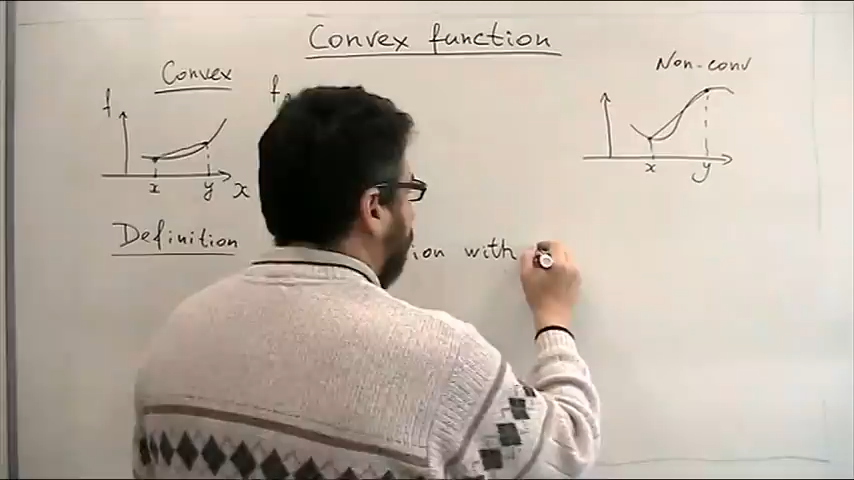 Convex function
Convex
Non-conv
f
f
x
y
x
x
y
Definition
ion with